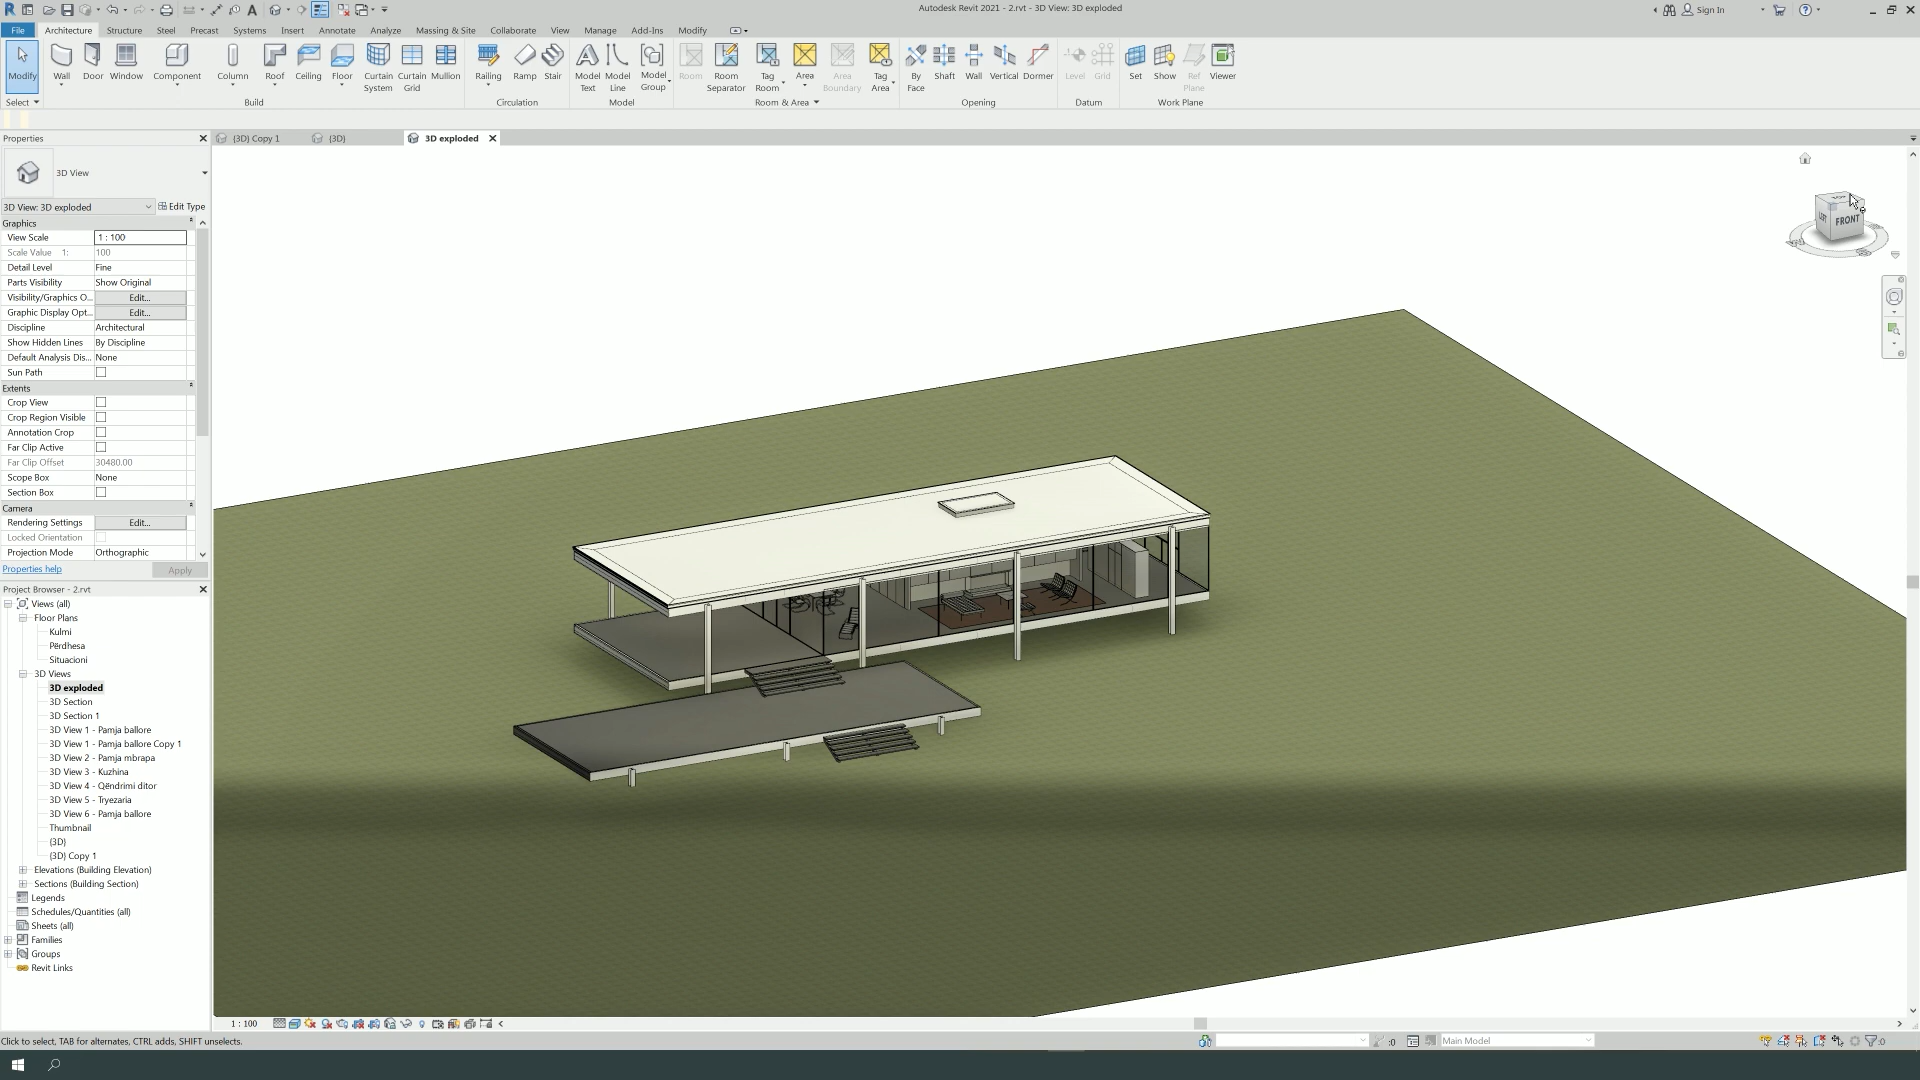 Autodesk Revit 2021 - 2.rvt - 3D View: 3D exploded
Sign In
File Architecture Structure Steel Precast Systems Insert Annotate Analyze Massing & Site Collaborate View Manage Add-Ins Modify
Modify
Wall
Door
Window
Component
Column
Roof
Ceiling
Floor
Curtain System
Curtain Grid
Mullion
Railing
Ramp
Stair
Model Text
Model Line
Model Group
Room
Room Separator
Tag Room
Area
Area Boundary
Tag Area
By Face
Shaft
Wall
Vertical
Dormer
Level
Grid
Set
Show
Ref Plane
Viewer
Select
Build
Circulation
Model
Room & Area
Opening
Datum
Work Plane
Properties
(3D) Copy 1
(3D)
3D exploded
3D View
3D View: 3D exploded
Edit Type
Graphics
View Scale 1 : 100
Scale Value 1: 100
Detail Level Fine
Parts Visibility Show Original
Visibility/Graphics O... Edit...
Graphic Display Opt... Edit...
Discipline Architectural
Show Hidden Lines By Discipline
Default Analysis Dis... None
Sun Path
Extents
Crop View
Crop Region Visible
Annotation Crop
Far Clip Active
Far Clip Offset 30480.00
Scope Box None
Section Box
Camera
Rendering Settings Edit...
Locked Orientation
Projection Mode Orthographic
Properties help
Apply
Project Browser - 2.rvt
Views (all)
Floor Plans
Kulmi
Përdhesa
Situacioni
3D Views
3D exploded
3D Section
3D Section 1
3D View 1 - Pamja ballore
3D View 1 - Pamja ballore Copy 1
3D View 2 - Pamja mbrapa
3D View 3 - Kuzhina
3D View 4 - Qëndrimi ditor
3D View 5 - Tryezaria
3D View 6 - Pamja ballore
Thumbnail
(3D)
(3D) Copy 1
Elevations (Building Elevation)
Sections (Building Section)
Legends
Schedules/Quantities (all)
Sheets (all)
Families
Groups
Revit Links
LEFT
FRONT
1 : 100
Click to select, TAB for alternates, CTRL adds, SHIFT unselects.
:0
Main Model
:0